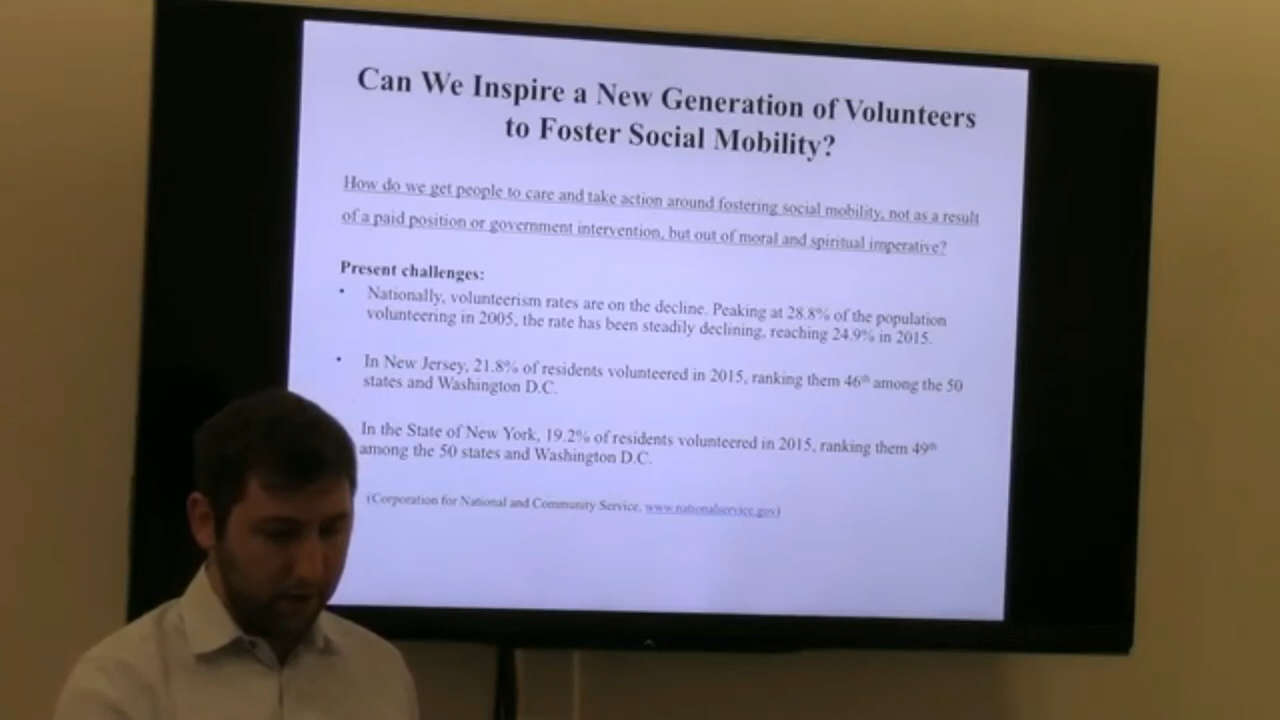 Can We Inspire a New Generation of Volunteers
to Foster Social Mobility?
How do we get people to care and take action around fostering social mobility, not as a result
of a paid position or government intervention, but out of moral and spiritual imperative?
Present challenges:
• Nationally, volunteerism rates are on the decline. Peaking at 28.8% of the population
volunteering in 2005, the rate has been steadily declining, reaching 24.9% in 2015.
• In New Jersey, 21.8% of residents volunteered in 2015, ranking them 46th among the 50
states and Washington D.C.
In the State of New York, 19.2% of residents volunteered in 2015, ranking them 49th
among the 50 states and Washington D.C.
(Corporation for National and Community Service, www.nationalservice.gov)